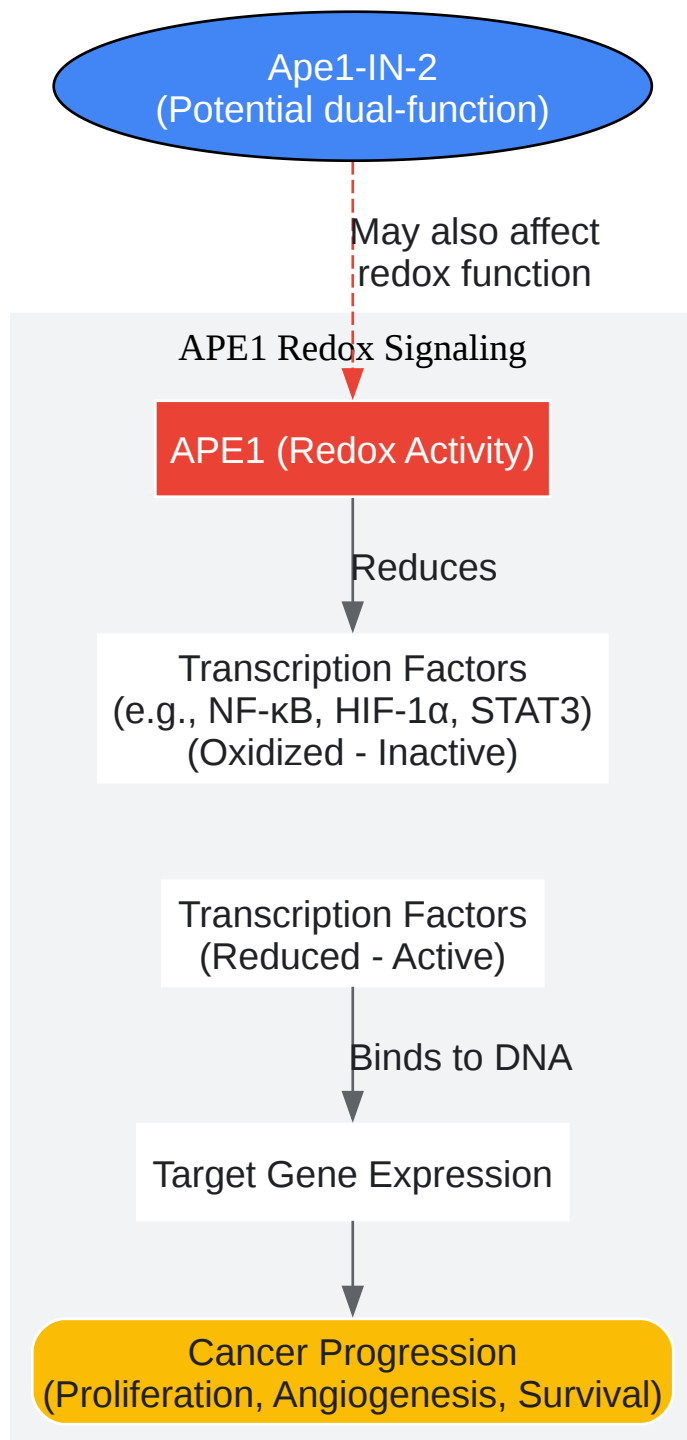 Ape1-IN-2
(Potential dual-function)
May also affect
redox function
APE1 Redox Signaling
APE1 (Redox Activity)
Reduces
Transcription Factors
(e.g., NF-κB, HIF-1α, STAT3)
(Oxidized - Inactive)
Transcription Factors
(Reduced - Active)
Binds to DNA
Target Gene Expression
Cancer Progression
(Proliferation, Angiogenesis, Survival)